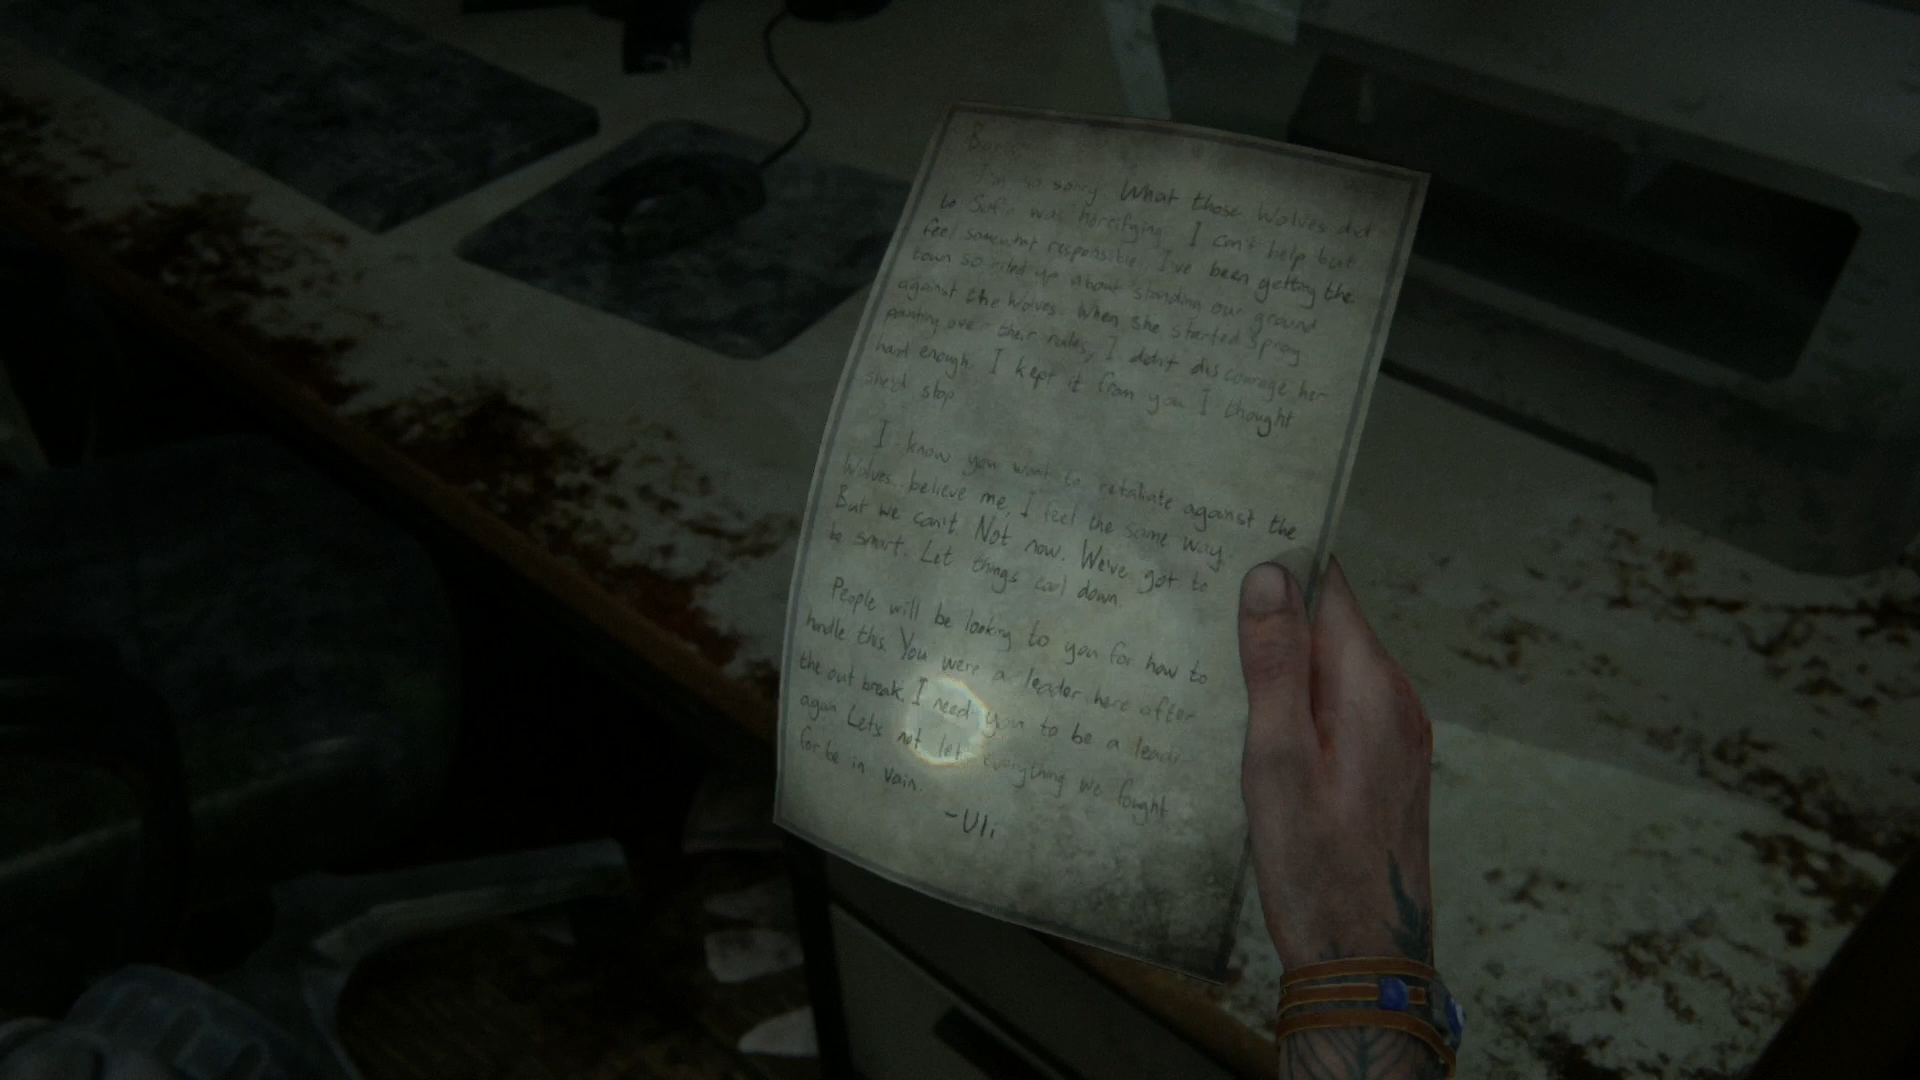 Boris
I'm so sorry. What those Wolves did
to Sofia was horrifying. I can't help but
feel somewhat responsible. I've been getting the
town so riled up about standing our ground
against the Wolves. When she started spray
painting over their rules, I didn't discourage her
hard enough. I kept it from you I thought
she'd stop
I know you want to retaliate against the
Wolves.. believe me, I feel the same way.
But we can't. Not now. We've got to
be smart. Let things cool down.
People will be looking to you for how to
handle this. You were a leader here after
the out break. I need you to be a leader
again. Let's not let everything we fought
for be in vain.
-Uli